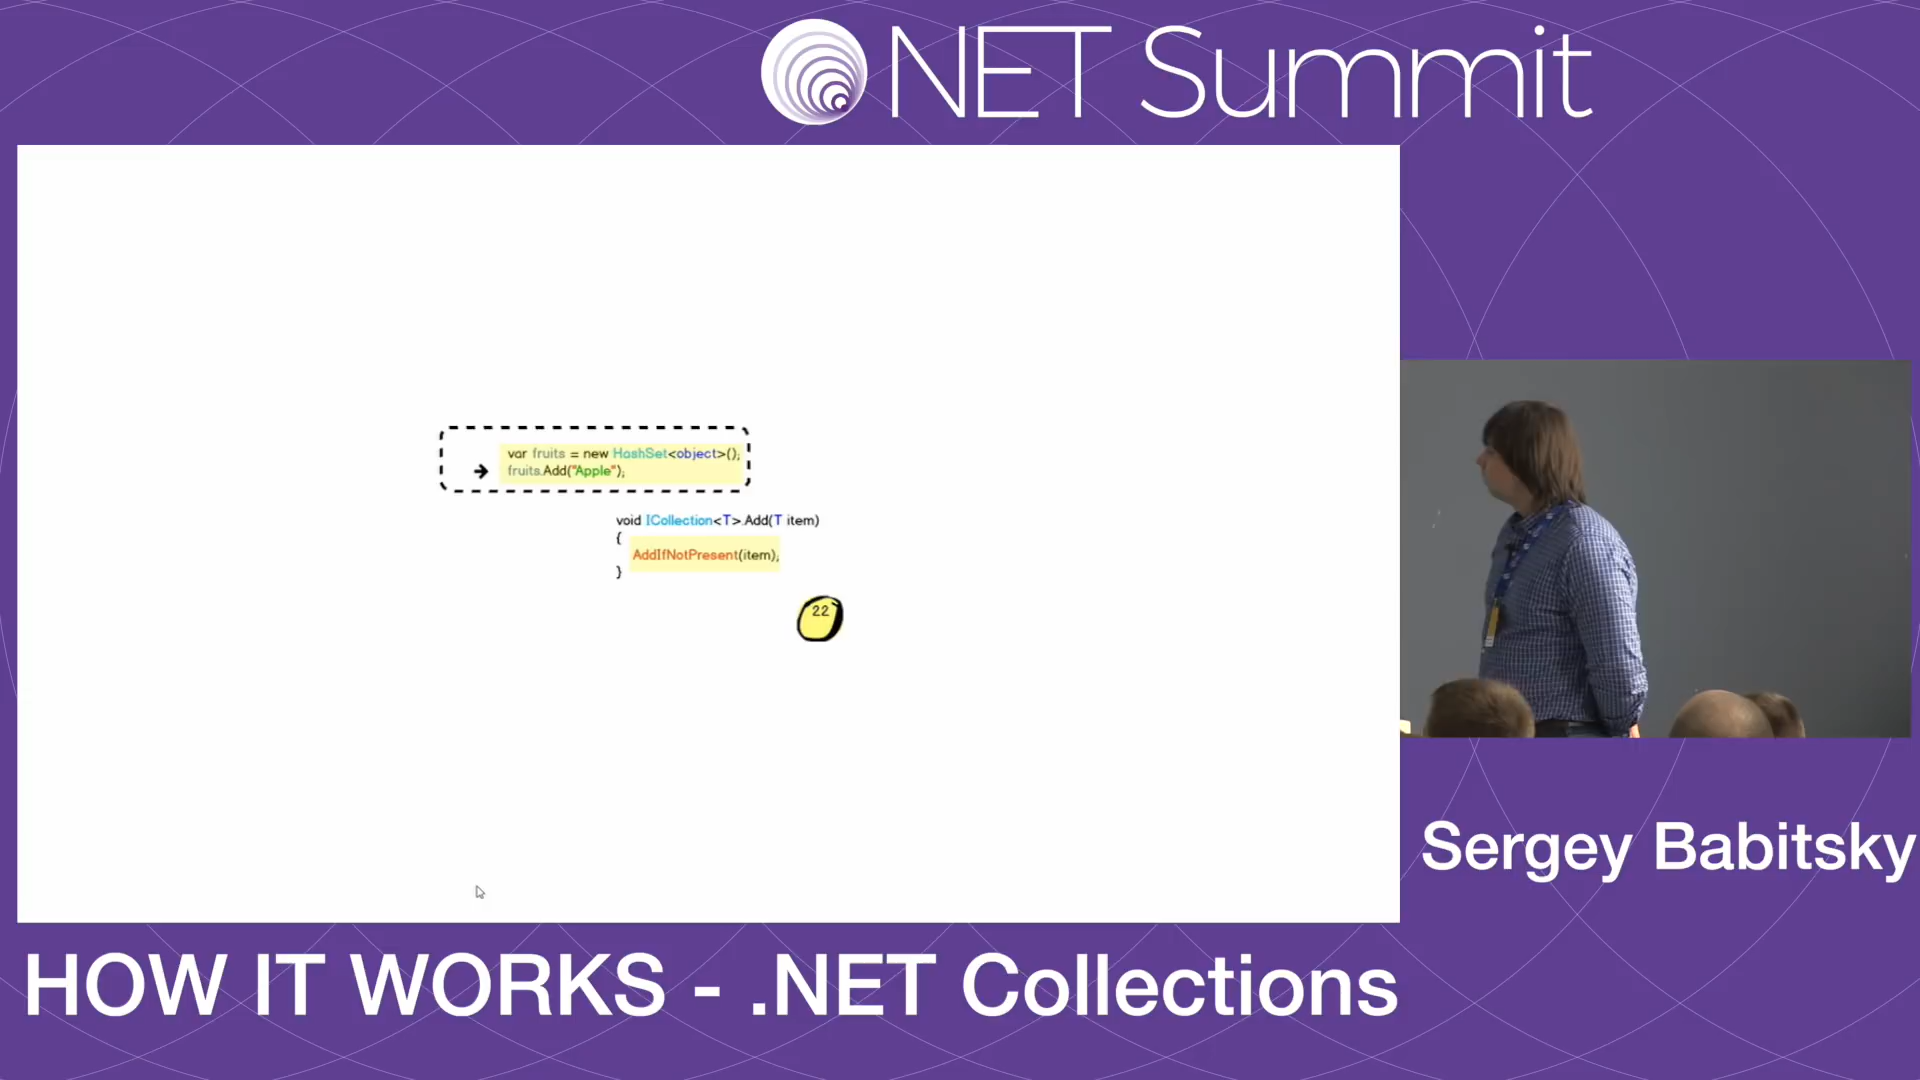 NET Summit
var fruits = new HashSet<object>();
fruits.Add("Apple");
void ICollection<T>.Add(T item)
{
AddIfNotPresent(item);
}
22
Sergey Babitsky
HOW IT WORKS - .NET Collections